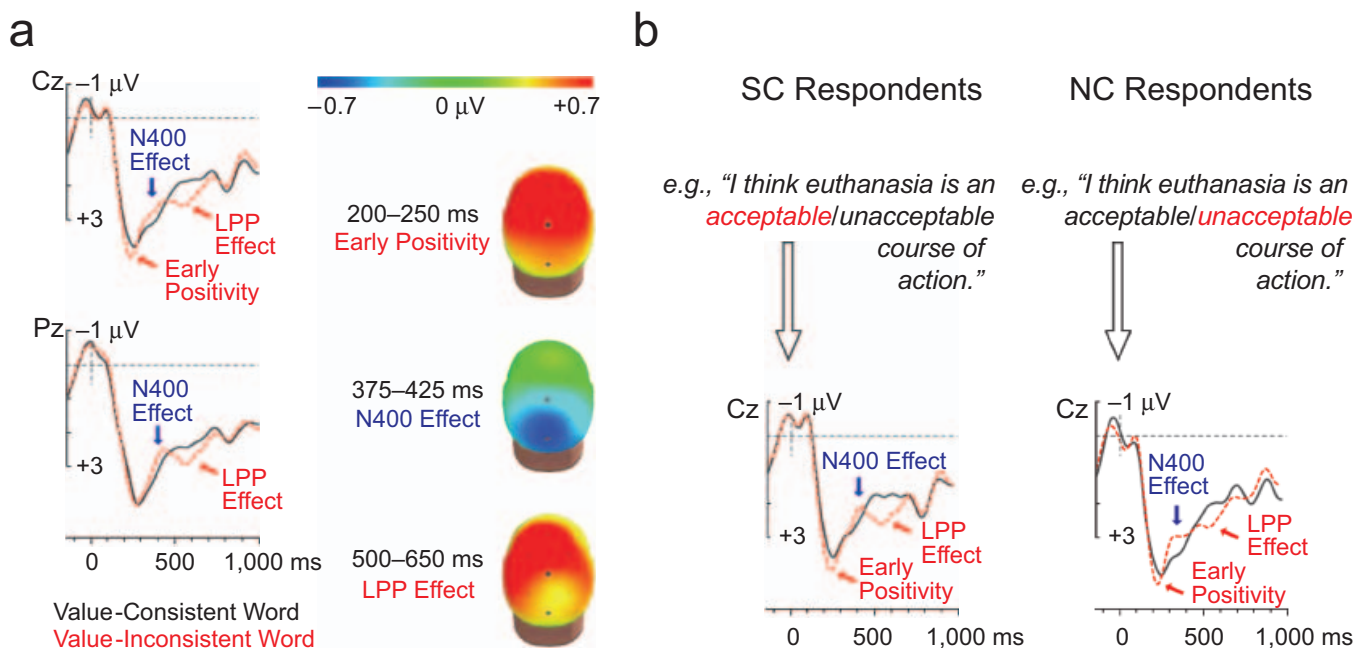 a
Cz
–1 µV
N400
Effect
+3
LPP
Effect
Early
Positivity
Pz
–1 µV
N400
Effect
+3
LPP
Effect
0 500 1,000 ms
Value-Consistent Word
Value-Inconsistent Word
–0.7 0 µV +0.7
200–250 ms
Early Positivity
375–425 ms
N400 Effect
500–650 ms
LPP Effect
b
SC Respondents
e.g., “I think euthanasia is an
acceptable/unacceptable
course of
action.”
Cz
–1 µV
N400 Effect
+3
LPP
Effect
Early
Positivity
0 500 1,000 ms
NC Respondents
e.g., “I think euthanasia is an
acceptable/unacceptable
course of
action.”
Cz
–1 µV
N400
Effect
+3
LPP
Effect
Early
Positivity
0 500 1,000 ms